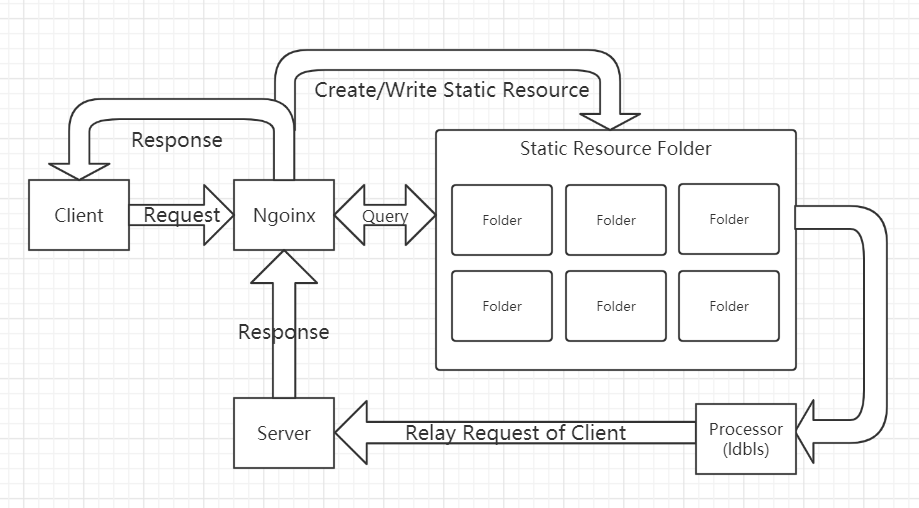 Create/Write Static Resource
Response
Static Resource Folder
Client
Request
Ngoinx
Query
Folder
Folder
Folder
Folder
Folder
Folder
Response
Server
Relay Request of Client
Processor
(ldbls)